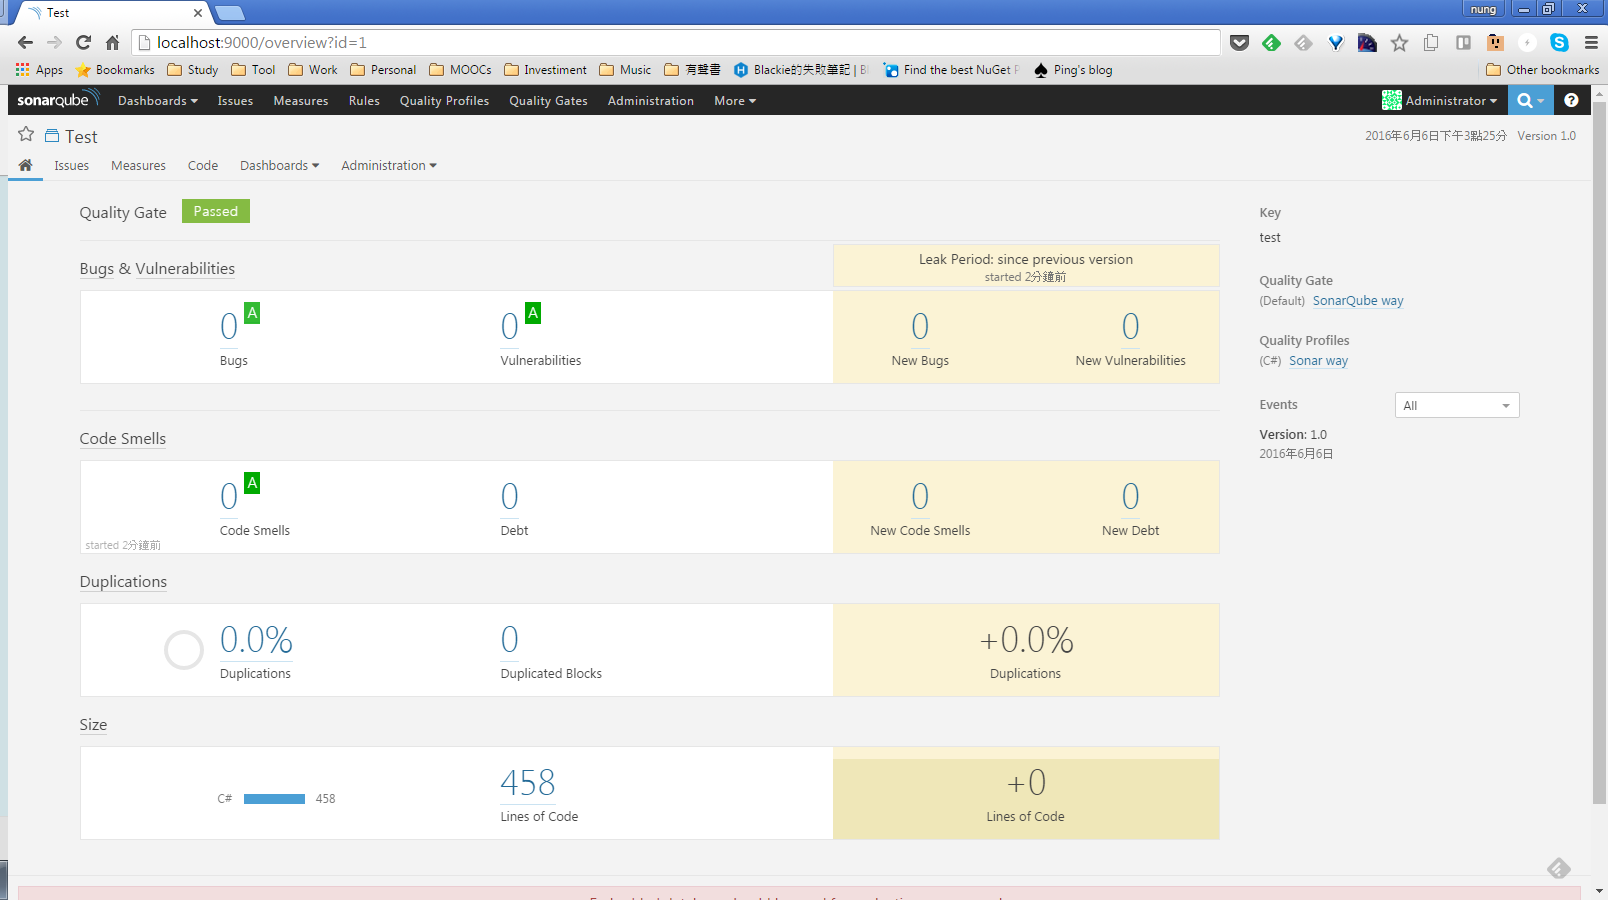 Test
nung
localhost:9000/overview?id=1
Apps Bookmarks Study Tool Work Personal MOOCs Investiment Music 有聲書 Blackie的失敗筆記 | Find the best NuGet Ping's blog Other bookmarks
sonarqube Dashboards Issues Measures Rules Quality Profiles Quality Gates Administration More Administrator
Test
2016年6月6日下午3點25分 Version 1.0
Issues Measures Code Dashboards Administration
Quality Gate Passed
Leak Period: since previous version
started 2分鐘前
Bugs & Vulnerabilities
0 A
Bugs
0 A
Vulnerabilities
0
New Bugs
0
New Vulnerabilities
Code Smells
0 A
Code Smells
0
Debt
0
New Code Smells
0
New Debt
started 2分鐘前
Duplications
0.0%
Duplications
0
Duplicated Blocks
+0.0%
Duplications
Size
C# 458
458
Lines of Code
+0
Lines of Code
Key
test
Quality Gate
(Default) SonarQube way
Quality Profiles
(C#) Sonar way
Events All
Version: 1.0
2016年6月6日